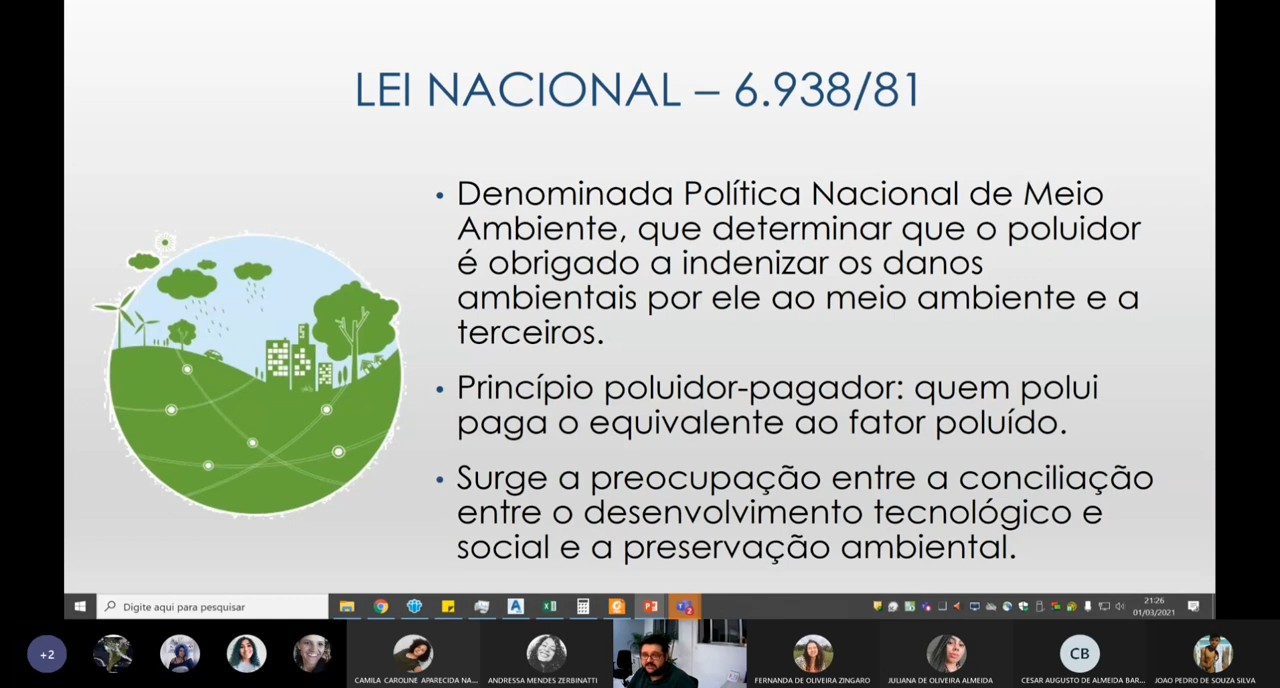 LEI NACIONAL – 6.938/81
• Denominada Política Nacional de Meio
Ambiente, que determinar que o poluidor
é obrigado a indenizar os danos
ambientais por ele ao meio ambiente e a
terceiros.
• Princípio poluidor-pagador: quem polui
paga o equivalente ao fator poluído.
• Surge a preocupação entre a conciliação
entre o desenvolvimento tecnológico e
social e a preservação ambiental.
Digite aqui para pesquisar
21:26
01/03/2021
+2
CB
CAMILA CAROLINE APARECIDA NA...
ANDRESSA MENDES ZERBINATTI
FERNANDA DE OLIVEIRA ZINGARO
JULIANA DE OLIVEIRA ALMEIDA
CESAR AUGUSTO DE ALMEIDA BAR...
JOAO PEDRO DE SOUZA SILVA